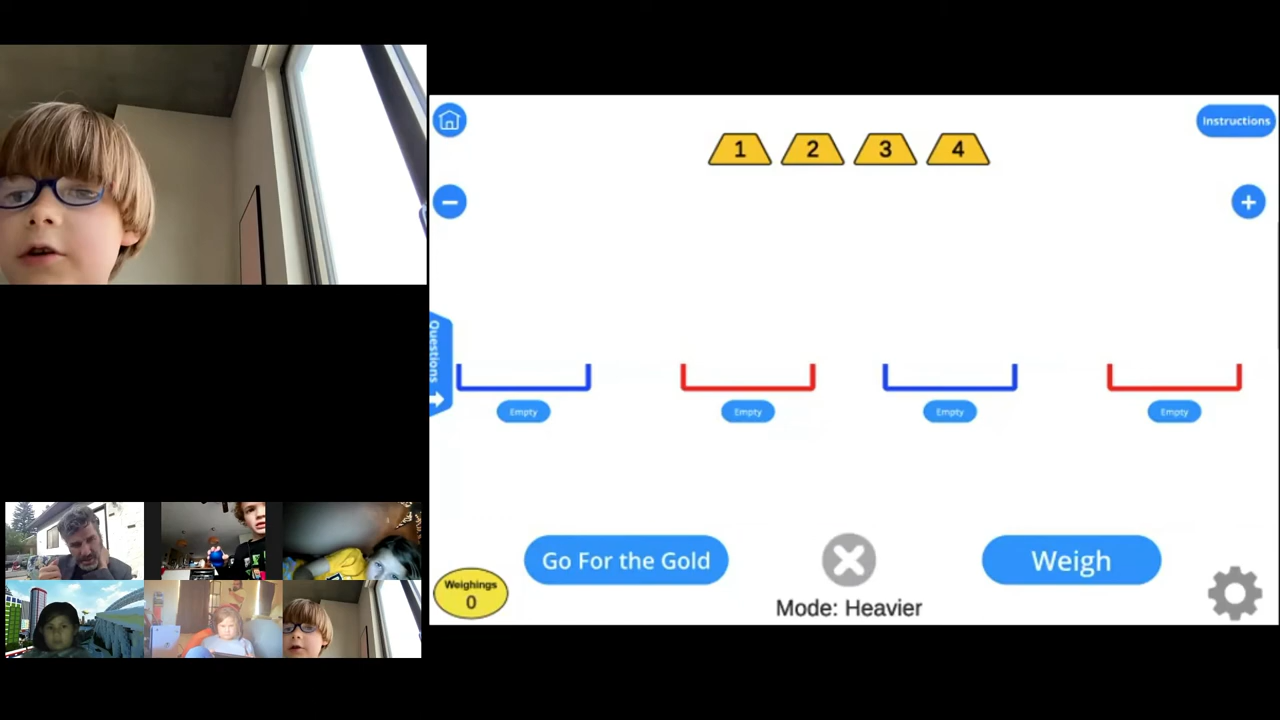 Instructions
1 2 3 4
− +
Questions
Empty Empty Empty Empty
Go For the Gold
Weigh
Weighings
0
Mode: Heavier